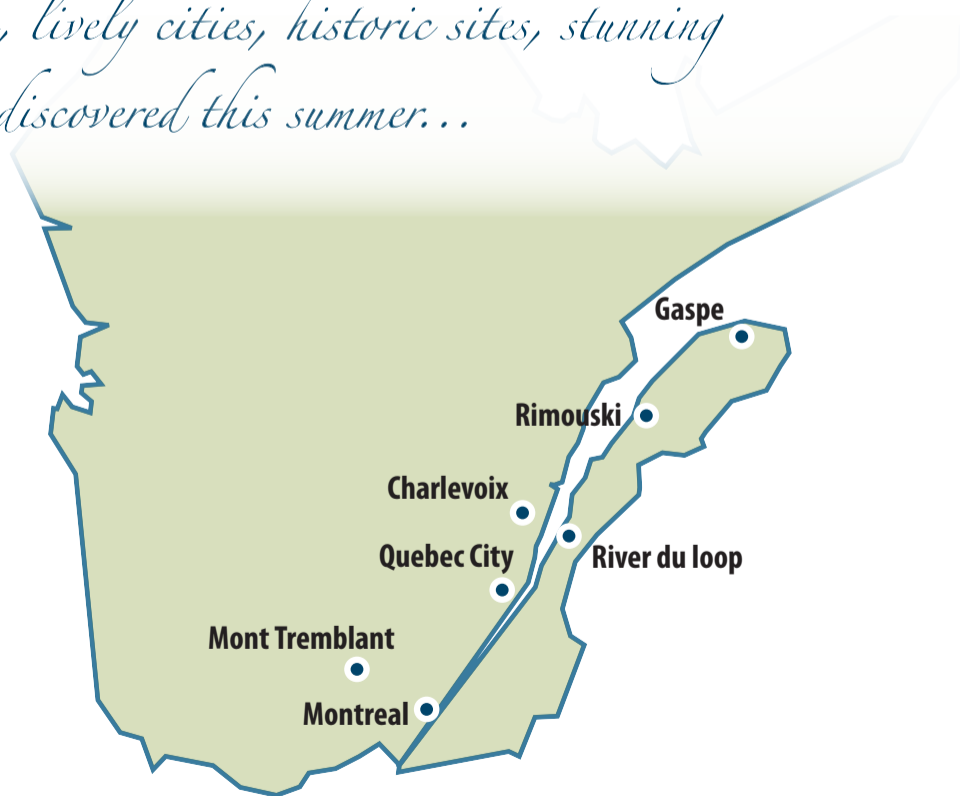 , lively cities, historic sites, stunning
discovered this summer...
Gaspe
Rimouski
Charlevoix
Quebec City
River du loop
Mont Tremblant
Montreal